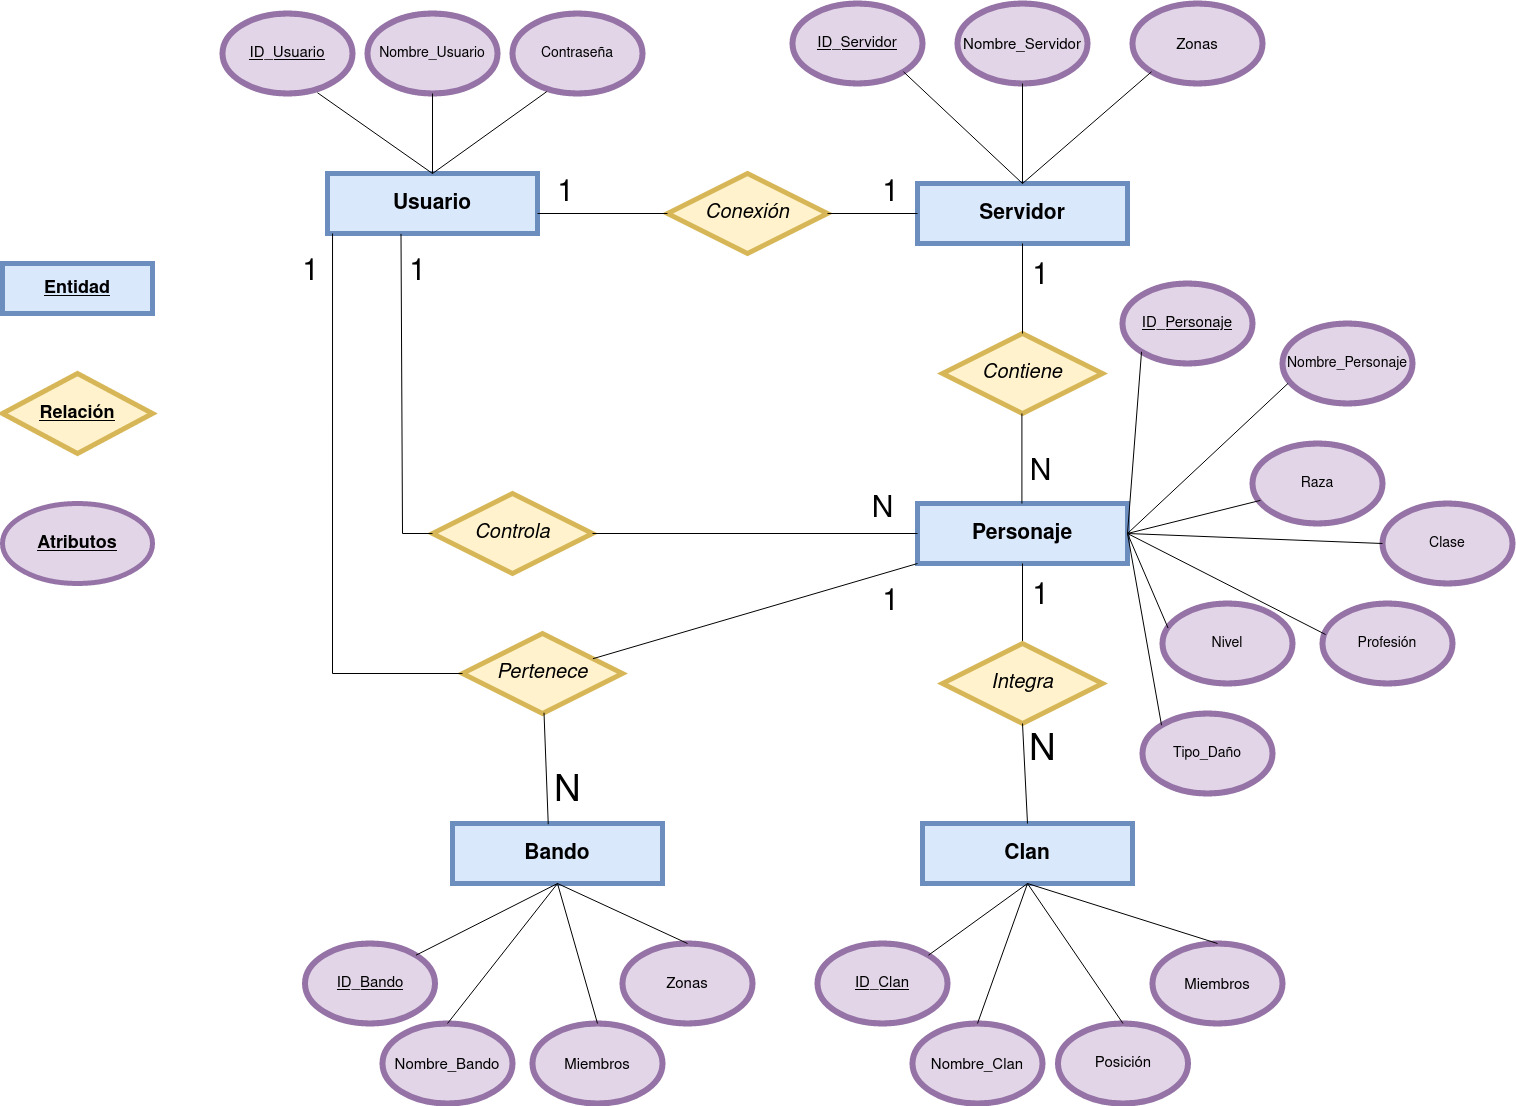 ID_Usuario
Nombre_Usuario
Contraseña
ID_Servidor
Nombre_Servidor
Zonas
Usuario
1
Conexión
1
Servidor
1
1
1
Entidad
ID_Personaje
Contiene
Nombre_Personaje
Relación
N
Raza
N
Controla
Personaje
Clase
Atributos
1
1
Pertenece
Integra
Nivel
Profesión
N
N
Tipo_Daño
Bando
Clan
ID_Bando
Zonas
ID_Clan
Miembros
Nombre_Bando
Miembros
Nombre_Clan
Posición